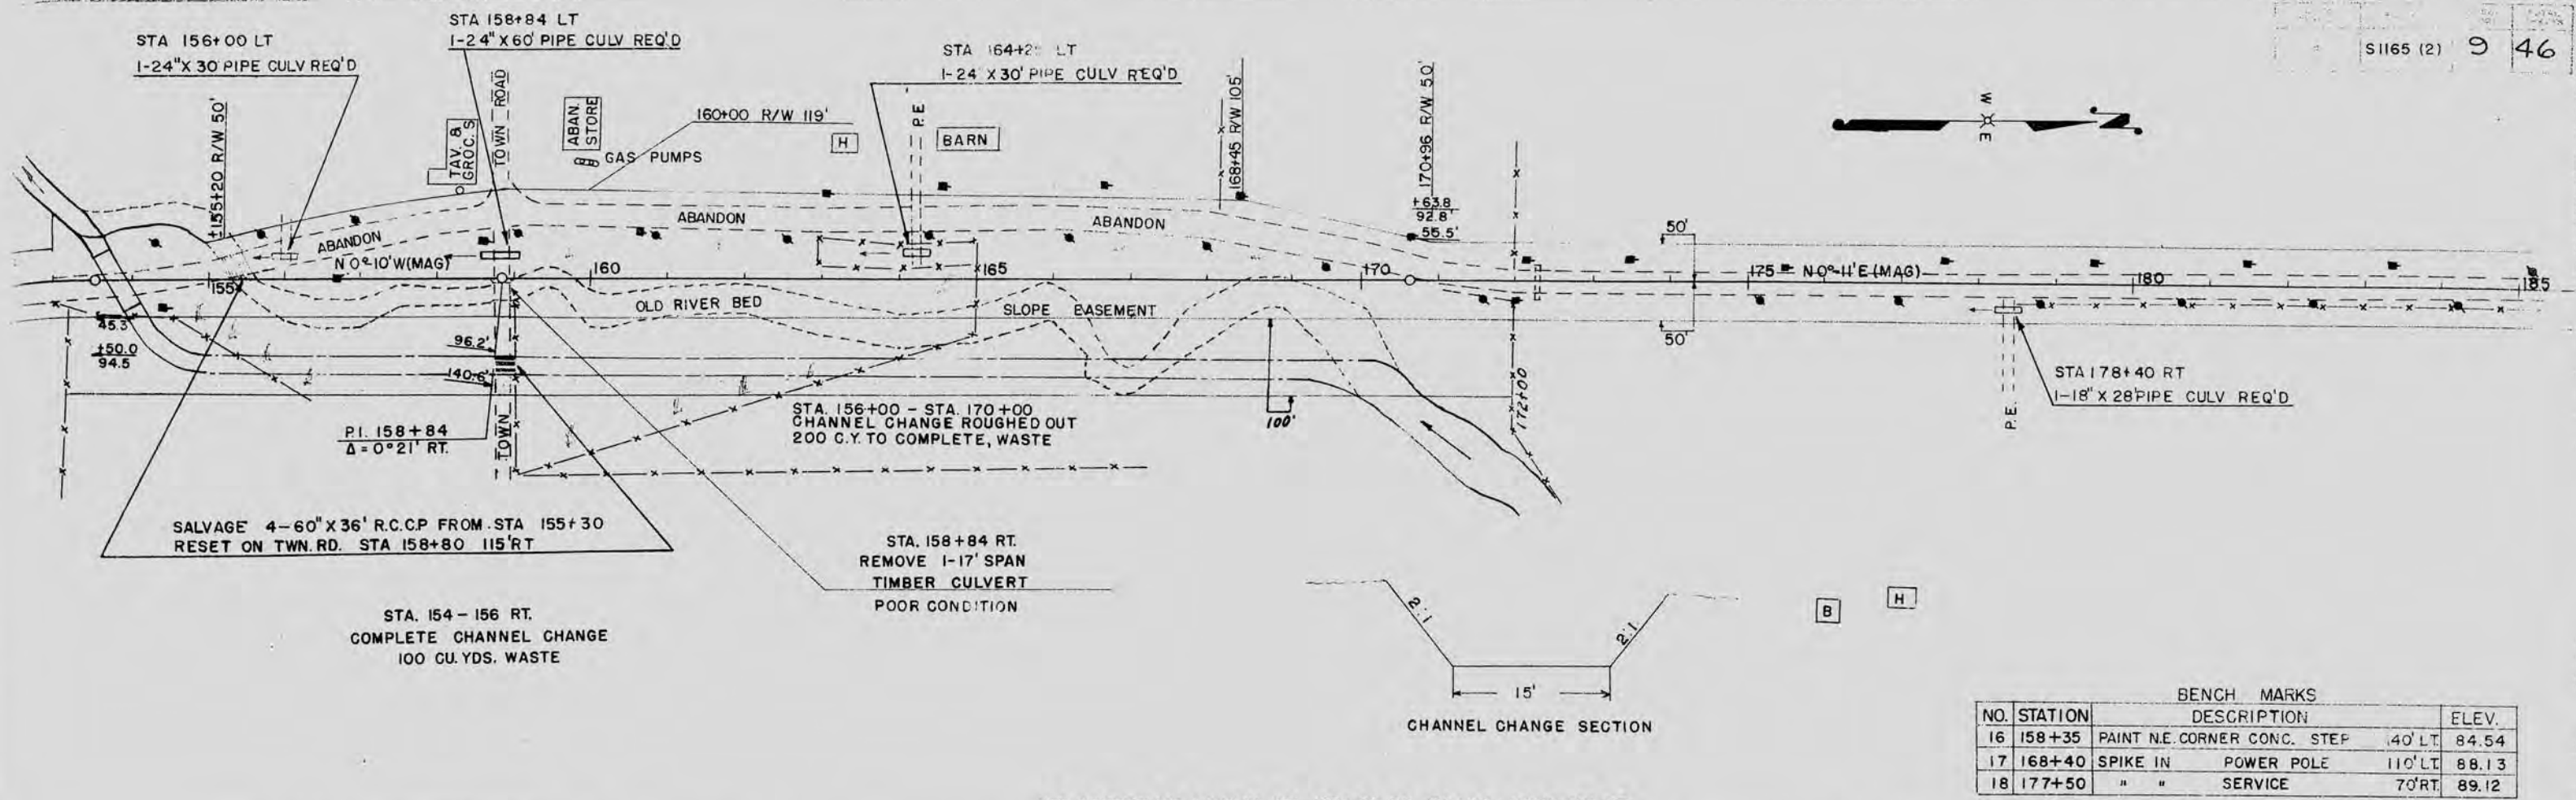 S1165 (2) 9 46
STA 156+00 LT
1-24" X 30' PIPE CULV REQ'D
STA 158+84 LT
1-24" X 60' PIPE CULV REQ'D
STA 164+2 LT
1-24 X 30' PIPE CULV REQ'D
+155+20 R/W 50'
TAV. &
GROC. S
TOWN ROAD
ABAN.
STORE
GAS PUMPS
160+00 R/W 119'
H
P.E
BARN
168+45 R/W 105'
170+96 R/W 50'
+63.8
92.8'
55.5'
W
E
N
ABANDON
ABANDON
ABANDON
N 0°-10' W (MAG)
155
160
165
170
175
N 0°-11' E (MAG)
180
185
50'
50'
OLD RIVER BED
SLOPE EASEMENT
45.3
+50.0
94.5
96.2'
140.6'
P.I. 158+84
Δ = 0°21' RT.
TOWN
STA. 156+00 - STA. 170+00
CHANNEL CHANGE ROUGHED OUT
200 C.Y. TO COMPLETE, WASTE
100'
172+00
P.E.
STA 178+40 RT
1-18" X 28' PIPE CULV REQ'D
SALVAGE 4-60" X 36' R.C.C.P FROM STA 155+30
RESET ON TWN. RD. STA 158+80 115' RT
STA. 158+84 RT.
REMOVE 1-17' SPAN
TIMBER CULVERT
POOR CONDITION
STA. 154 - 156 RT.
COMPLETE CHANNEL CHANGE
100 CU. YDS. WASTE
2:1
2:1
15'
CHANNEL CHANGE SECTION
B
H
BENCH MARKS
NO. STATION DESCRIPTION ELEV.
16 158+35 PAINT N.E. CORNER CONC. STEP 40' LT. 84.54
17 168+40 SPIKE IN POWER POLE 110' LT. 88.13
18 177+50 " " SERVICE 70' RT. 89.12